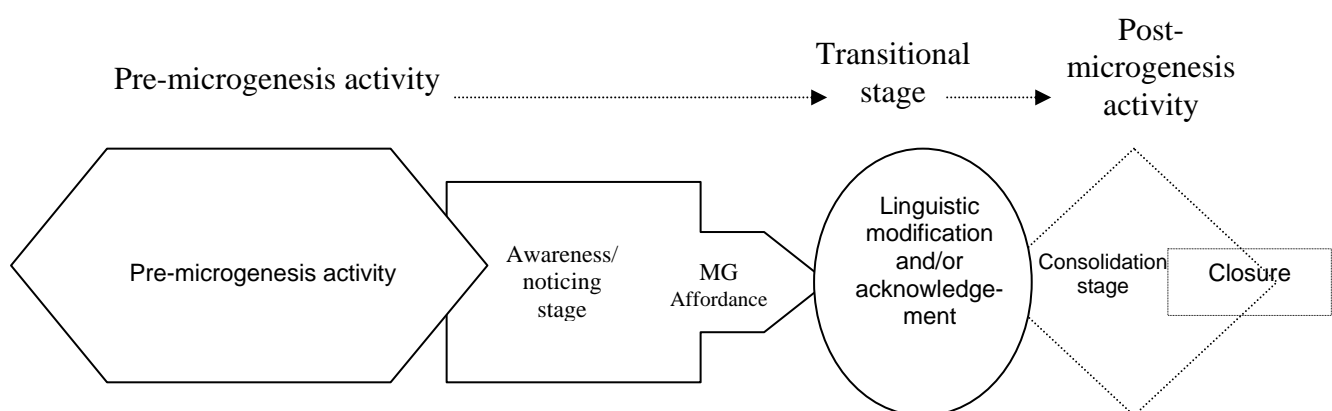 Pre-microgenesis activity
Transitional
stage
Post-
microgenesis
activity
Pre-microgenesis activity
Awareness/
noticing
stage
MG
Affordance
Linguistic
modification
and/or
acknowledge-
ment
Consolidation
stage
Closure